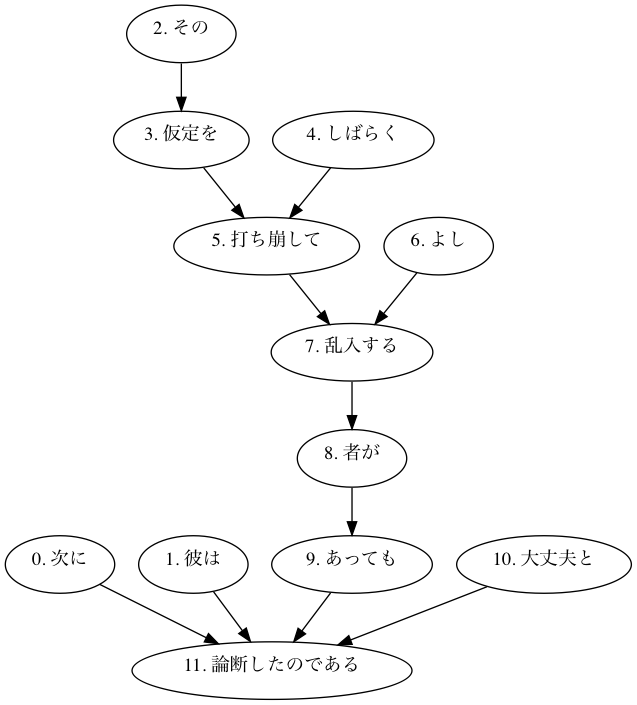 2. その
3. 仮定を
4. しばらく
5. 打ち崩して
6. よし
7. 乱入する
8. 者が
0. 次に
1. 彼は
9. あっても
10. 大丈夫と
11. 論断したのである